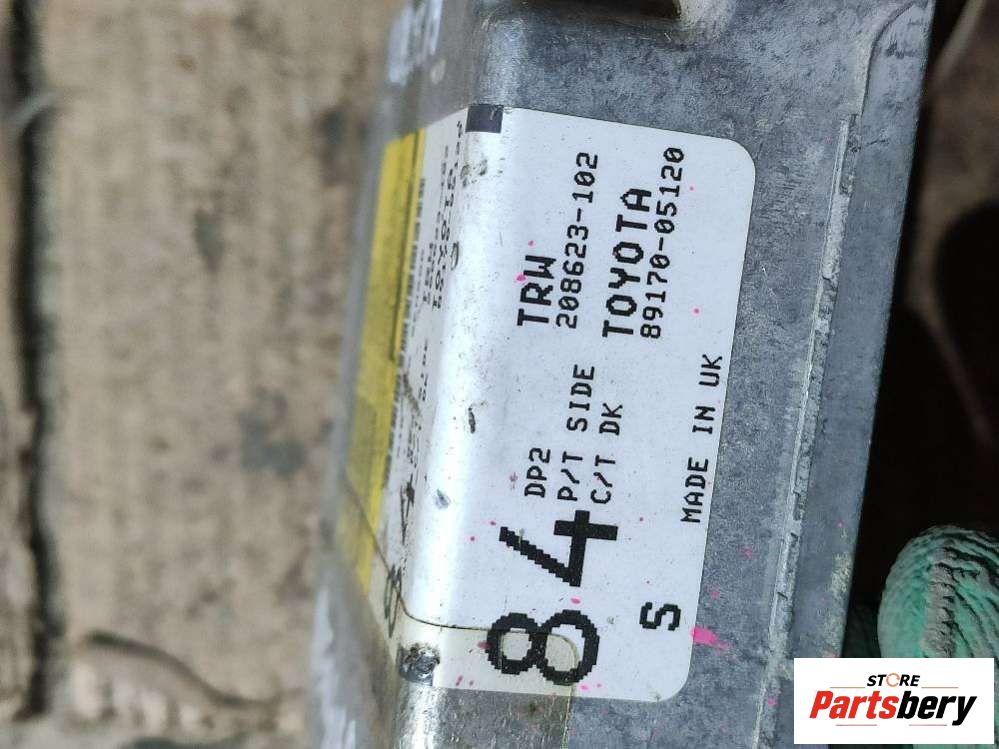 TRW
208623-102
TOYOTA
89170-05120
84
DP2
P/T SIDE
C/T DK
S
MADE IN UK
STORE
Partsbery